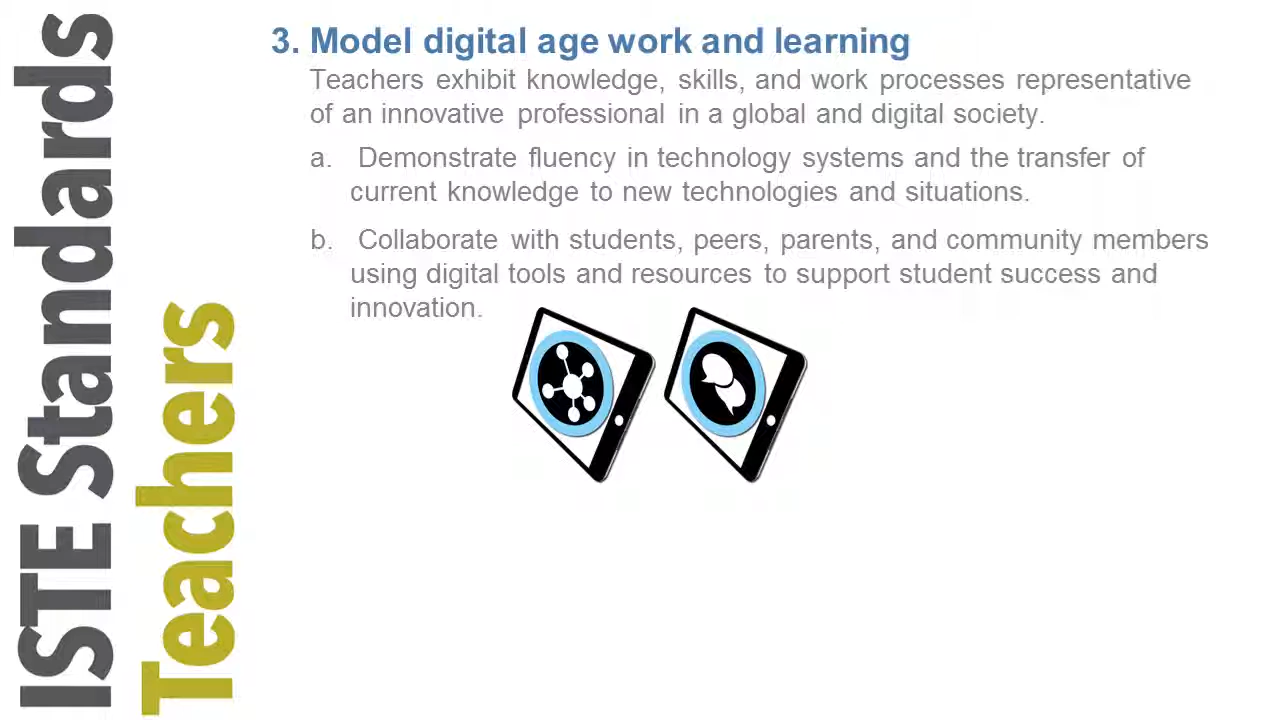 ISTE Standards
Teachers
3. Model digital age work and learning
Teachers exhibit knowledge, skills, and work processes representative
of an innovative professional in a global and digital society.
a. Demonstrate fluency in technology systems and the transfer of
current knowledge to new technologies and situations.
b. Collaborate with students, peers, parents, and community members
using digital tools and resources to support student success and
innovation.